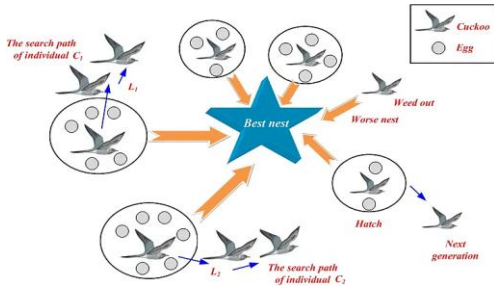 The search path
of individual C1
L1
Best nest
Cuckoo
Egg
Weed out
Worse nest
Hatch
Next
generation
L2
The search path
of individual C2